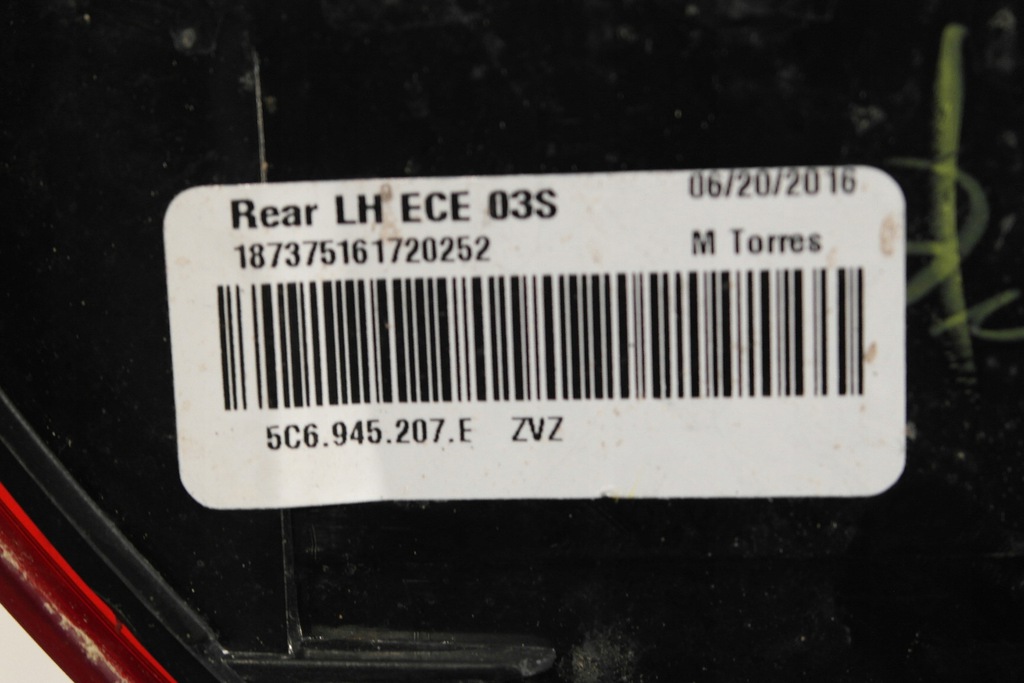 06/20/2016
Rear LH ECE 03S
187375161720252 M Torres
5C6.945.207.E ZVZ